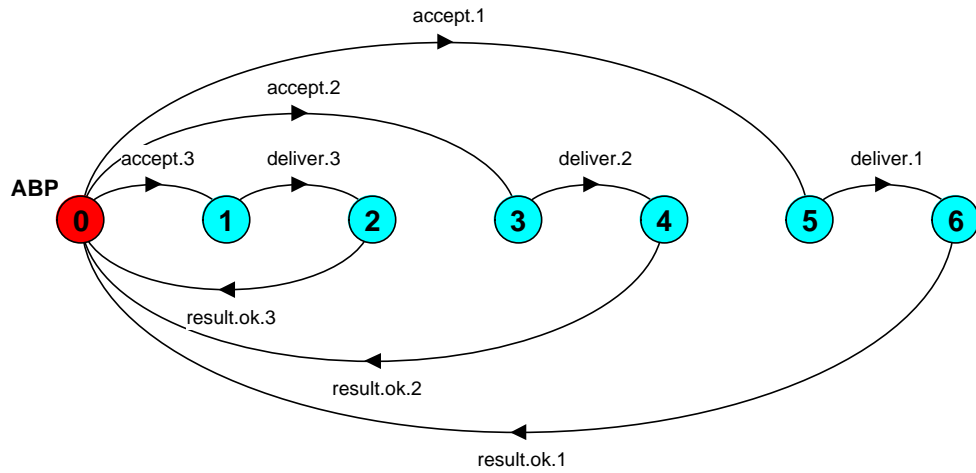 accept.1
accept.2
accept.3
deliver.3
deliver.2
deliver.1
ABP
0
1
2
3
4
5
6
result.ok.3
result.ok.2
result.ok.1